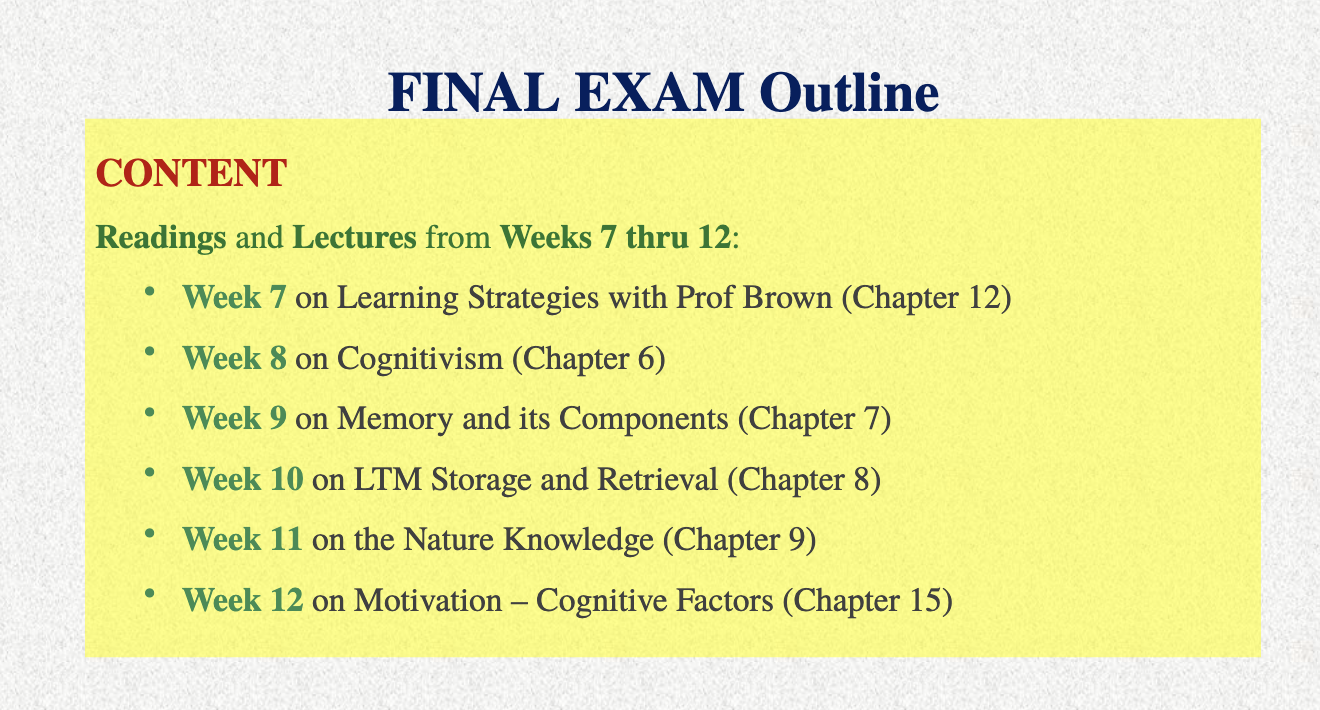 FINAL EXAM Outline
CONTENT
Readings and Lectures from Weeks 7 thru 12:
• Week 7 on Learning Strategies with Prof Brown (Chapter 12)
• Week 8 on Cognitivism (Chapter 6)
• Week 9 on Memory and its Components (Chapter 7)
• Week 10 on LTM Storage and Retrieval (Chapter 8)
• Week 11 on the Nature Knowledge (Chapter 9)
• Week 12 on Motivation – Cognitive Factors (Chapter 15)